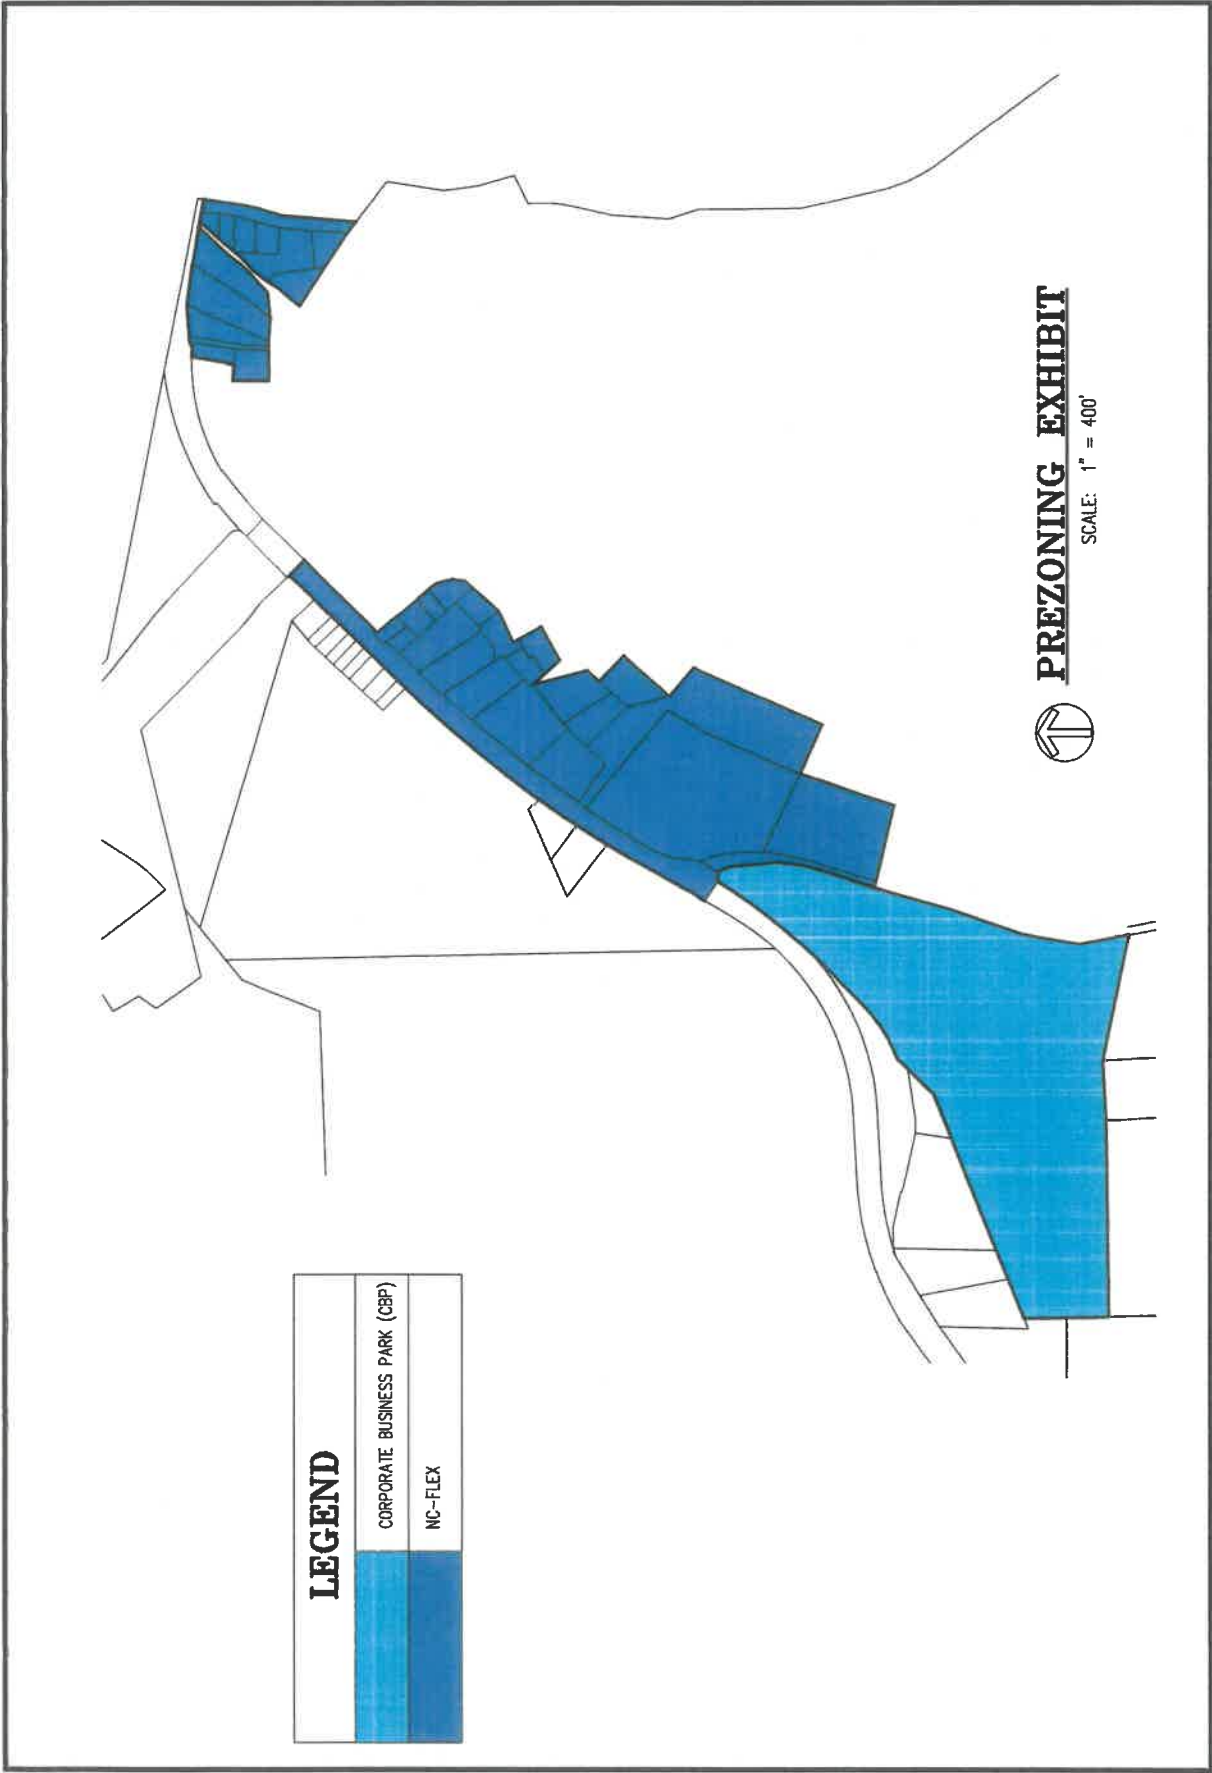 LEGEND
CORPORATE BUSINESS PARK (CBP)
NC-FLEX
PREZONING EXHIBIT
SCALE: 1" = 400'